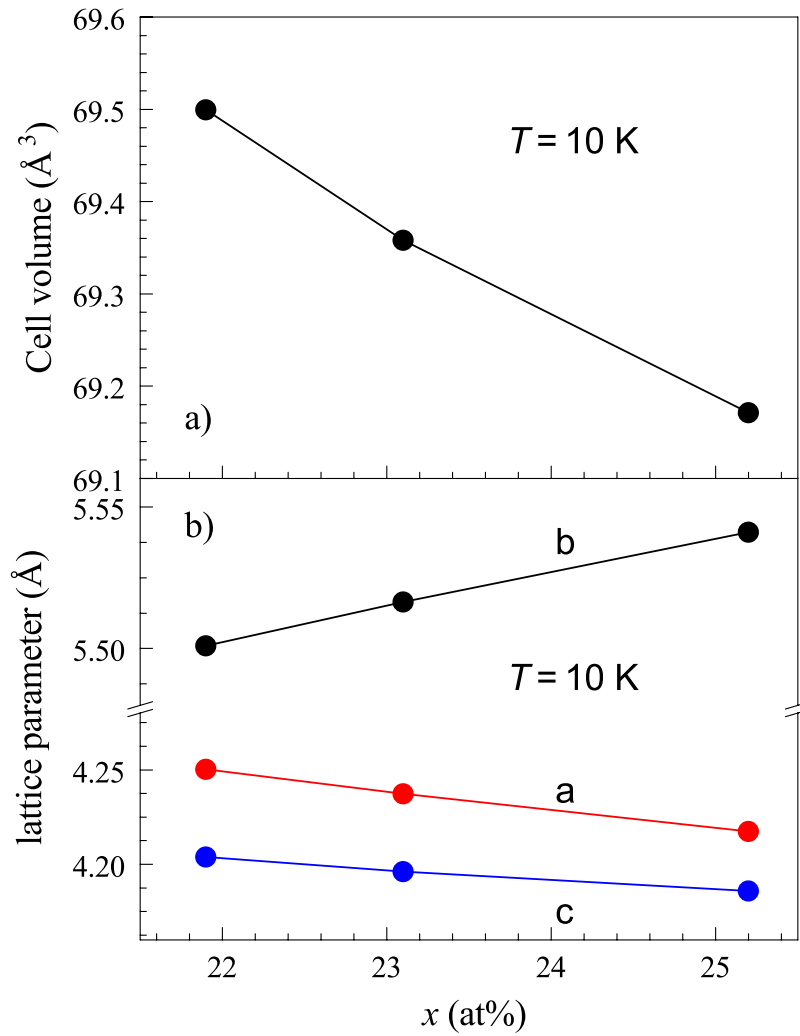 69.6
69.5
69.4
69.3
69.2
69.1
Cell volume (Å³)
T = 10 K
a)
5.55
5.50
4.25
4.20
lattice parameter (Å)
b)
b
T = 10 K
a
c
22 23 24 25
x (at%)